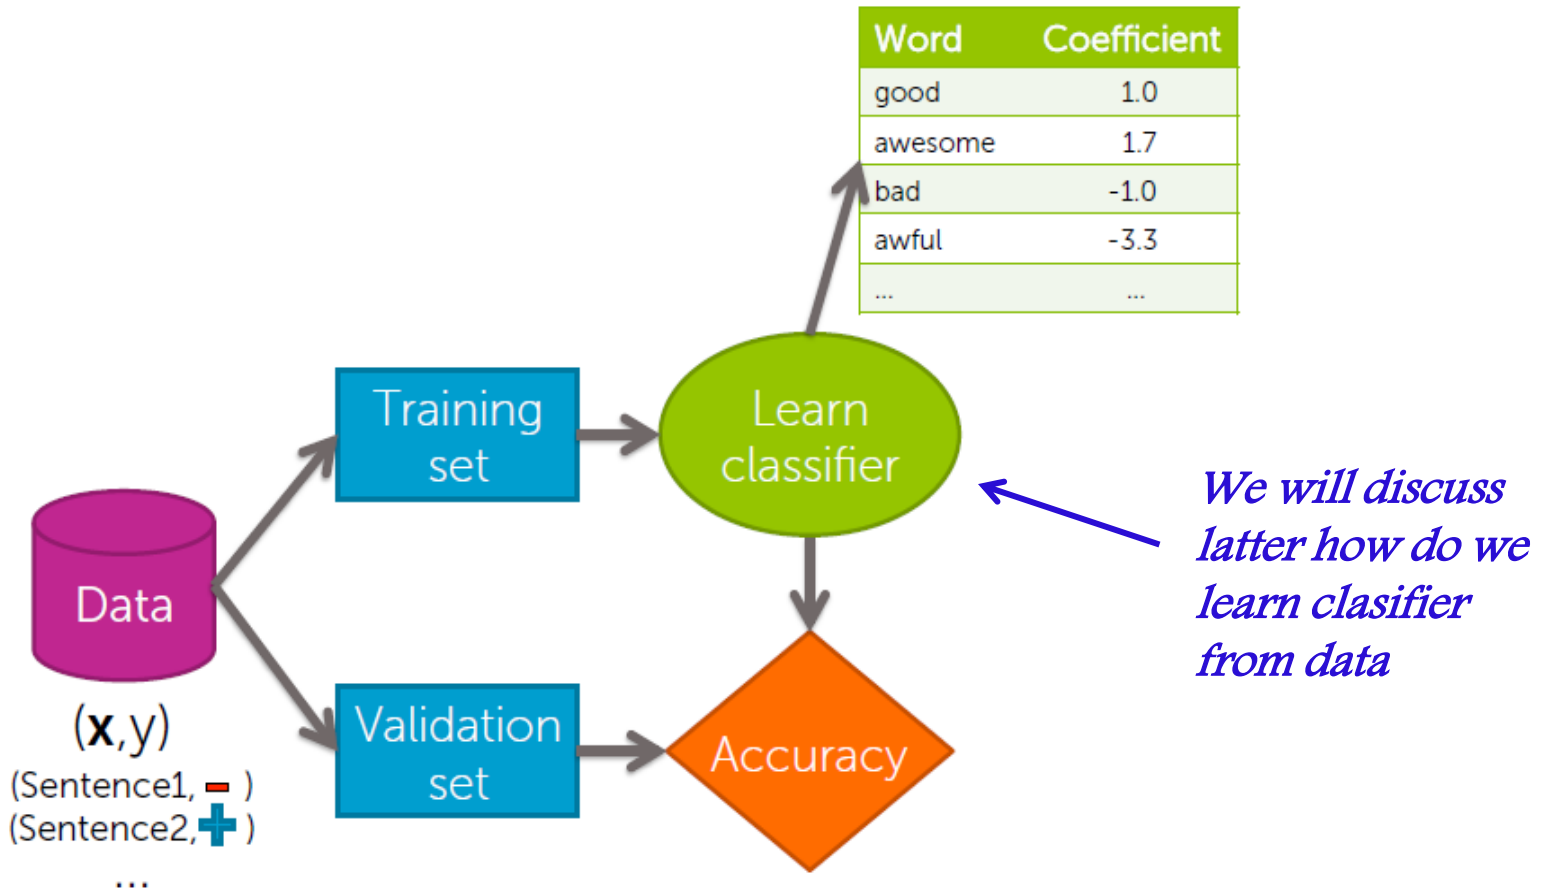 Word Coefficient
good 1.0
awesome 1.7
bad -1.0
awful -3.3
... ...
Training
set
Learn
classifier
We will discuss
latter how do we
learn clasifier
from data
Data
(x,y)
(Sentence1, - )
(Sentence2, + )
...
Validation
set
Accuracy